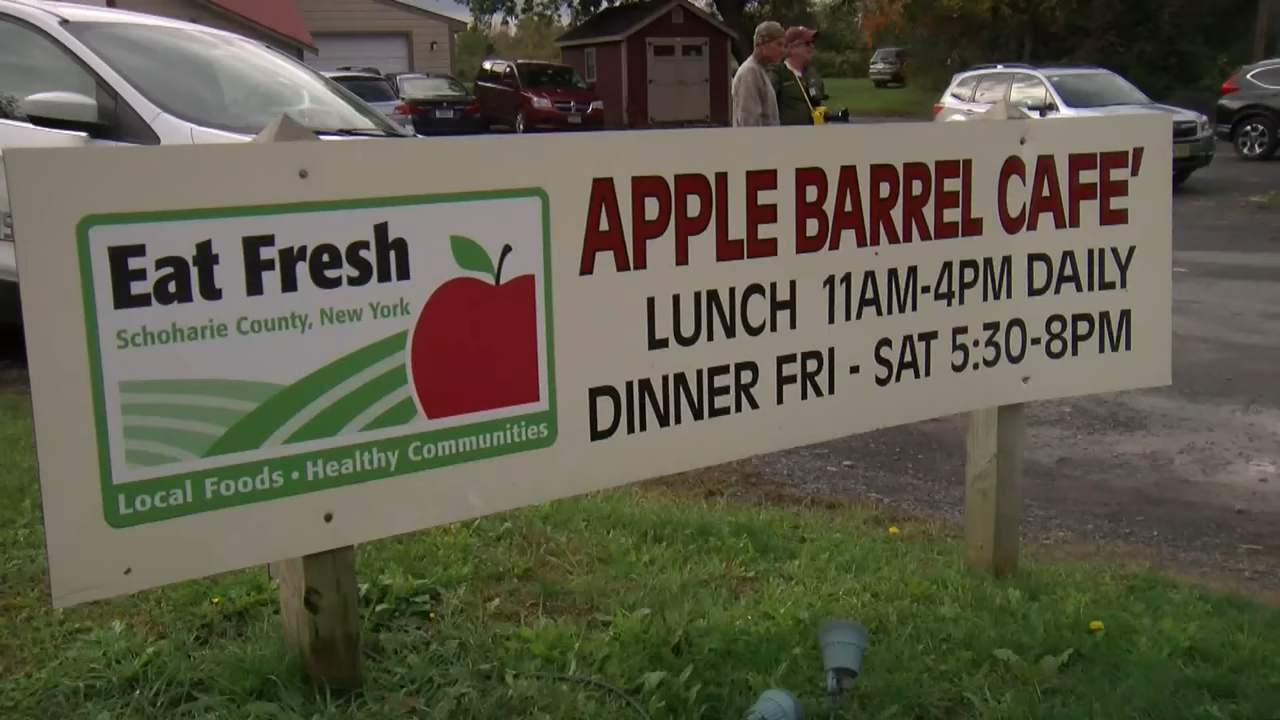 Eat Fresh
Schoharie County, New York
Local Foods • Healthy Communities
APPLE BARREL CAFE'
LUNCH 11AM-4PM DAILY
DINNER FRI - SAT 5:30-8PM